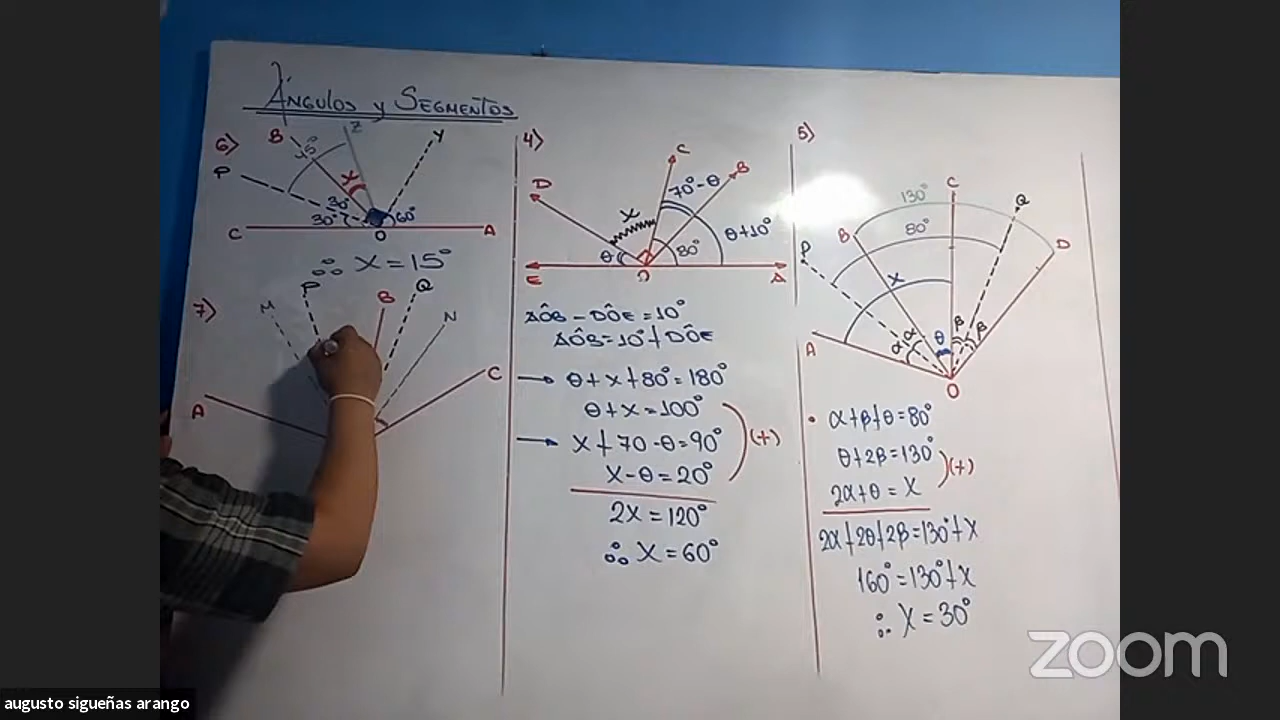 ÁNGULOS Y SEGMENTOS
6)
B
Z
Y
P
45°
X
30°
30°
60°
C
O
A
∴ X = 15°
7)
M
P
B
Q
N
A
C
4)
D
C
B
70° - θ
X
θ
80°
θ+10°
E
O
A
AÔB - DÔE = 10°
AÔB = 10° + DÔE
→ θ + X + 80° = 180°
θ + X = 100°
→ X + 70 - θ = 90°
(+)
X - θ = 20°
2X = 120°
∴ X = 60°
5)
C
Q
130°
80°
B
D
P
X
A
α
α
θ
β
β
O
• α + β + θ = 80°
θ + 2β = 130°
(+)
2α + θ = X
2α + 2θ + 2β = 130° + X
160° = 130° + X
∴ X = 30°
zoom
augusto sigueñas arango